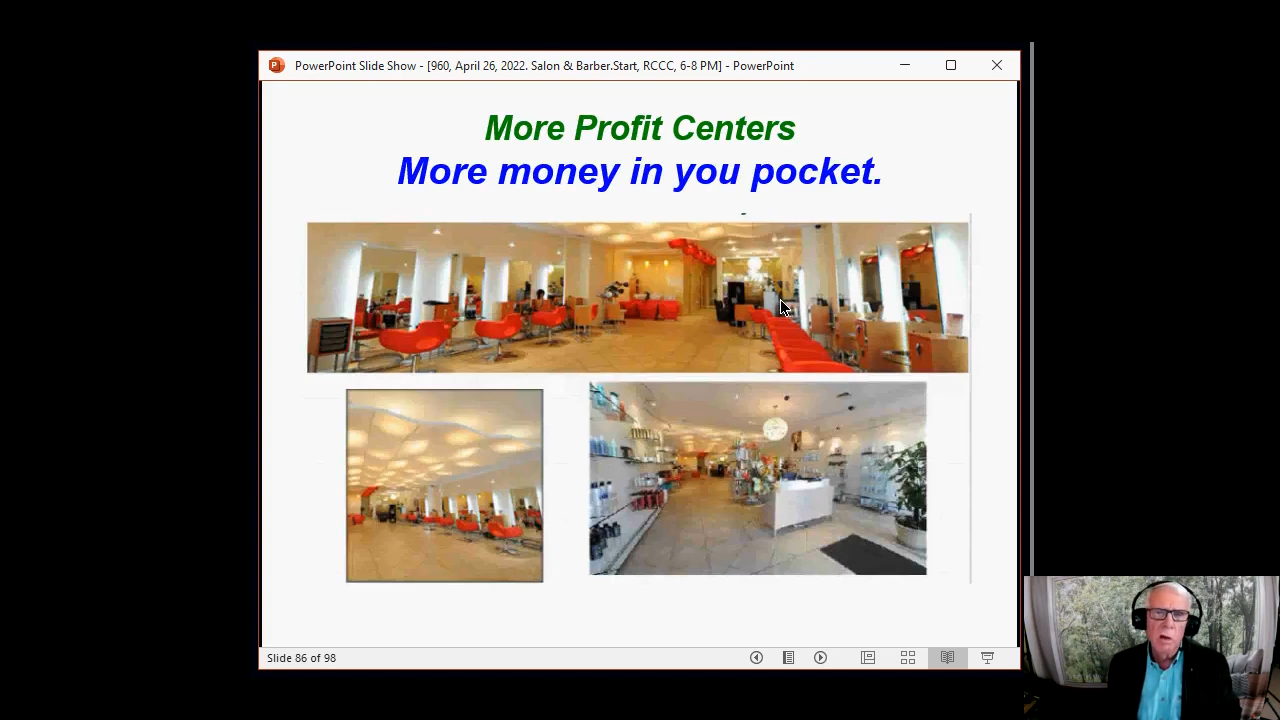 PowerPoint Slide Show - [960, April 26, 2022. Salon & Barber.Start, RCCC, 6-8 PM] - PowerPoint
More Profit Centers
More money in you pocket.
Slide 86 of 98